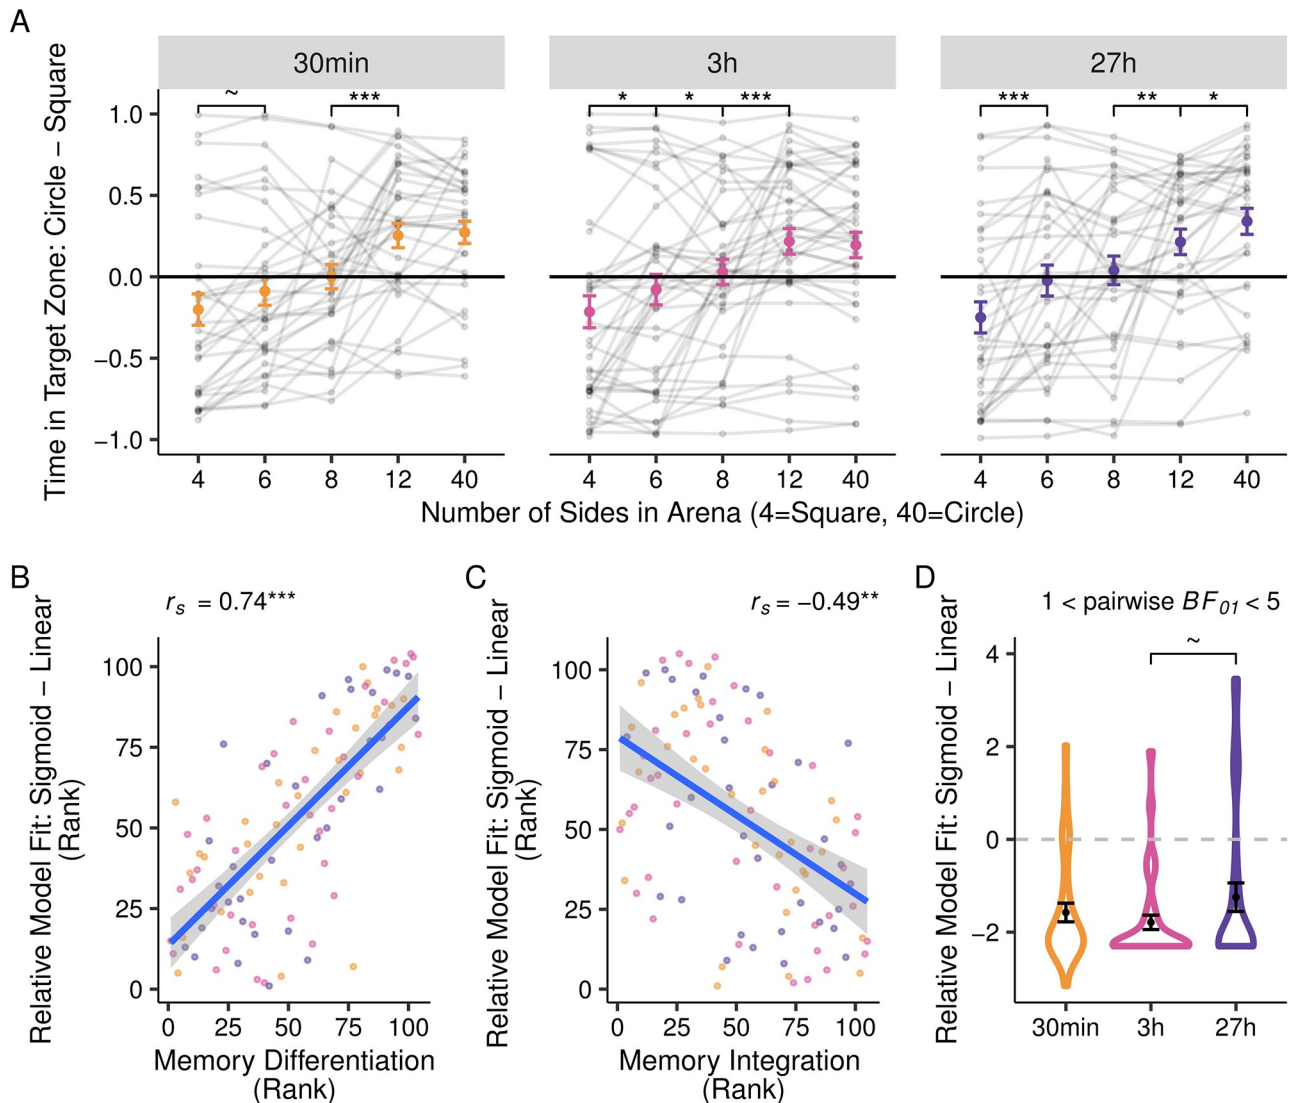 A
30min
3h
27h
~
***
*
*
***
***
**
*
Time in Target Zone: Circle − Square
1.0
0.5
0.0
−0.5
−1.0
4 6 8 12 40
4 6 8 12 40
4 6 8 12 40
Number of Sides in Arena (4=Square, 40=Circle)
B
rs = 0.74***
Relative Model Fit: Sigmoid − Linear
(Rank)
100
75
50
25
0
0 25 50 75 100
Memory Differentiation
(Rank)
C
rs = −0.49**
Relative Model Fit: Sigmoid − Linear
(Rank)
100
75
50
25
0
0 25 50 75 100
Memory Integration
(Rank)
D
1 < pairwise BF01 < 5
~
Relative Model Fit: Sigmoid − Linear
4
2
0
−2
30min 3h 27h